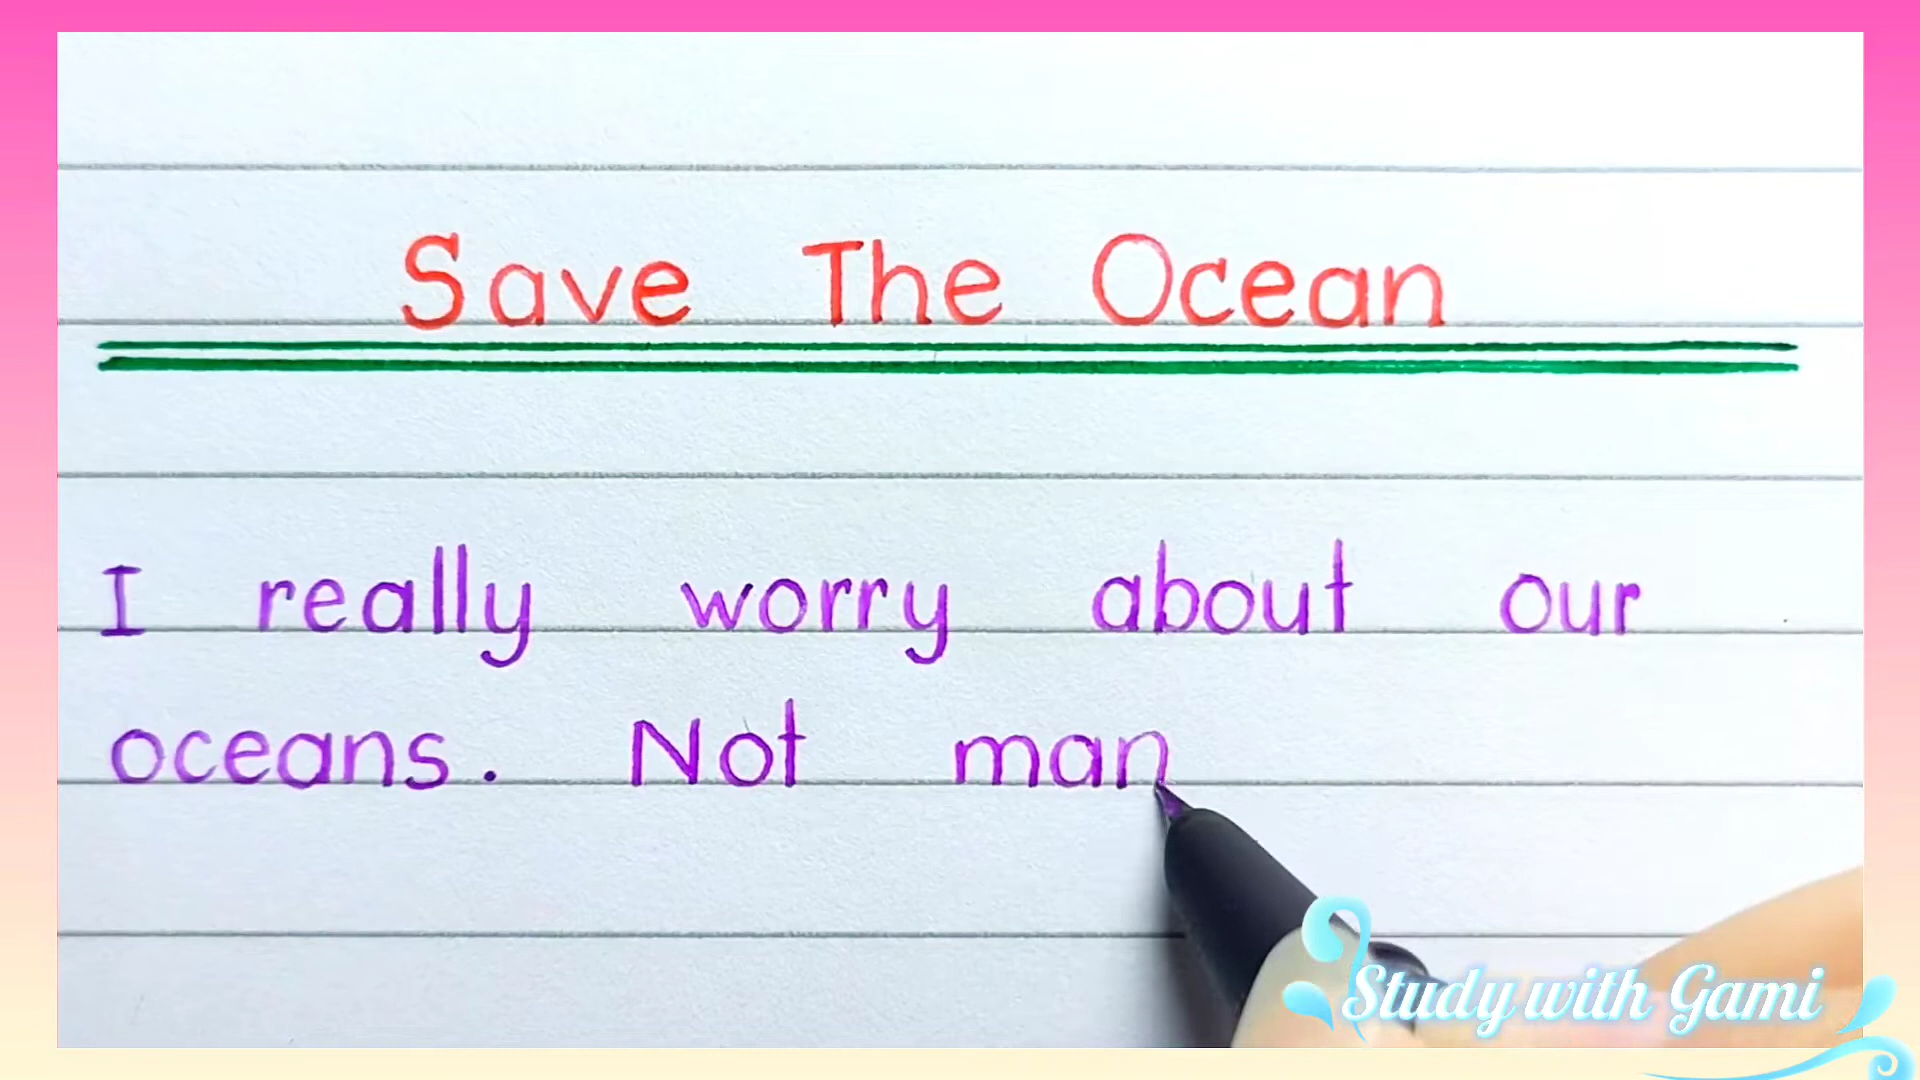 Save The Ocean
I really worry about our
oceans. Not man
Study with Gami